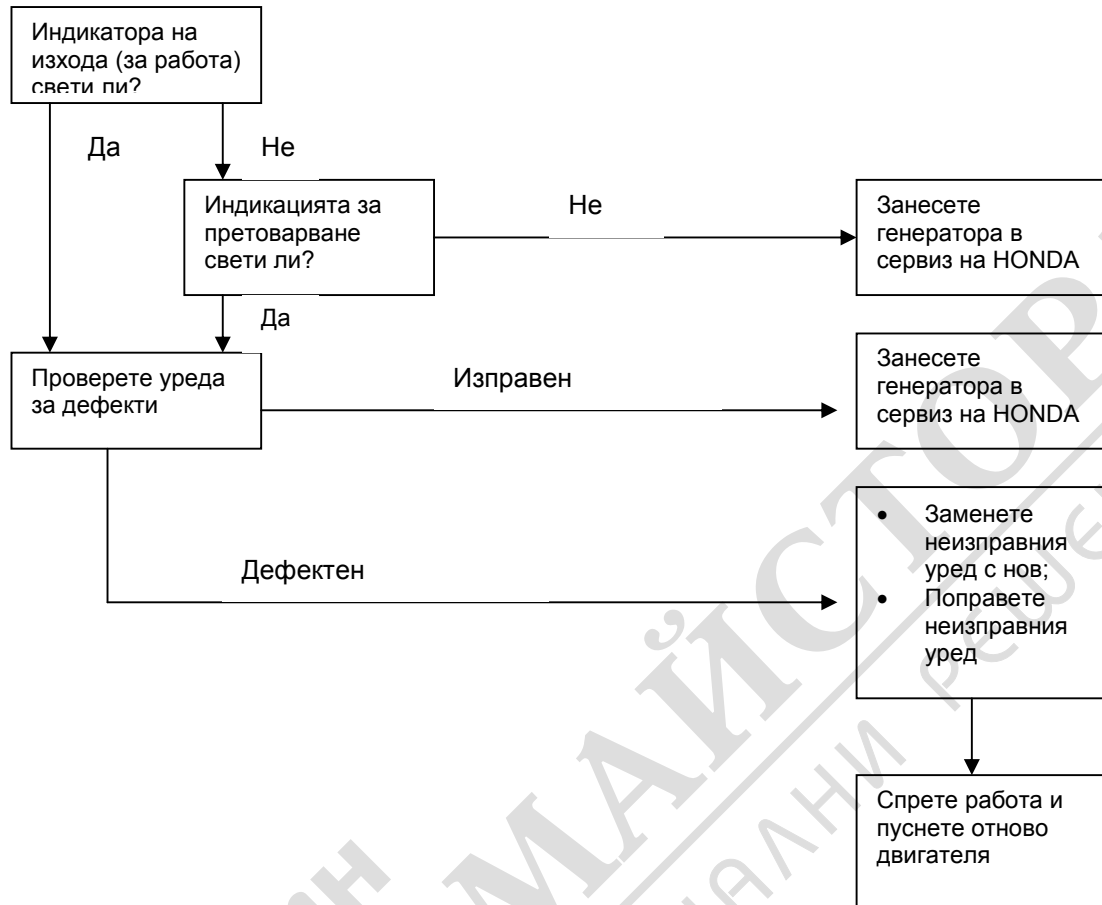 Индикатора на
изхода (за работа)
свети ли?
Да
Не
Индикацията за
претоварване
свети ли?
Не
Занесете
генератора в
сервиз на HONDA
Да
Проверете уреда
за дефекти
Изправен
Занесете
генератора в
сервиз на HONDA
Дефектен
• Заменете
неизправния
уред с нов;
• Поправете
неизправния
уред
Спрете работа и
пуснете отново
двигателя